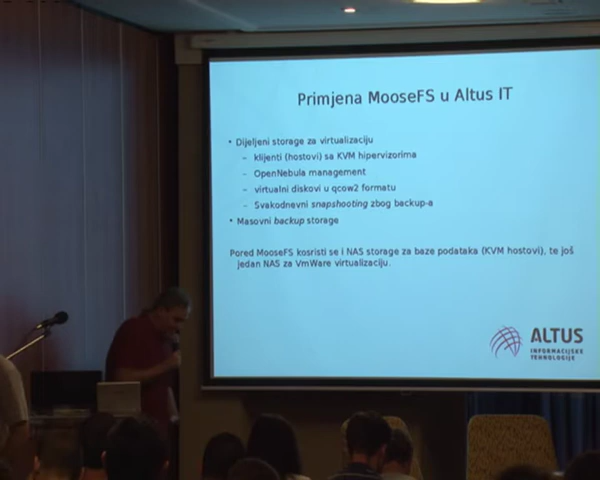 Primjena MooseFS u Altus IT
• Dijeljeni storage za virtualizaciju
– klijenti (hostovi) sa KVM hipervizorima
– OpenNebula management
– virtualni diskovi u qcow2 formatu
– Svakodnevni snapshooting zbog backup-a
• Masovni backup storage
Pored MooseFS kosristi se i NAS storage za baze podataka (KVM hostovi), te još
jedan NAS za VmWare virtualizaciju.
ALTUS
INFORMACIJSKE
TEHNOLOGIJE